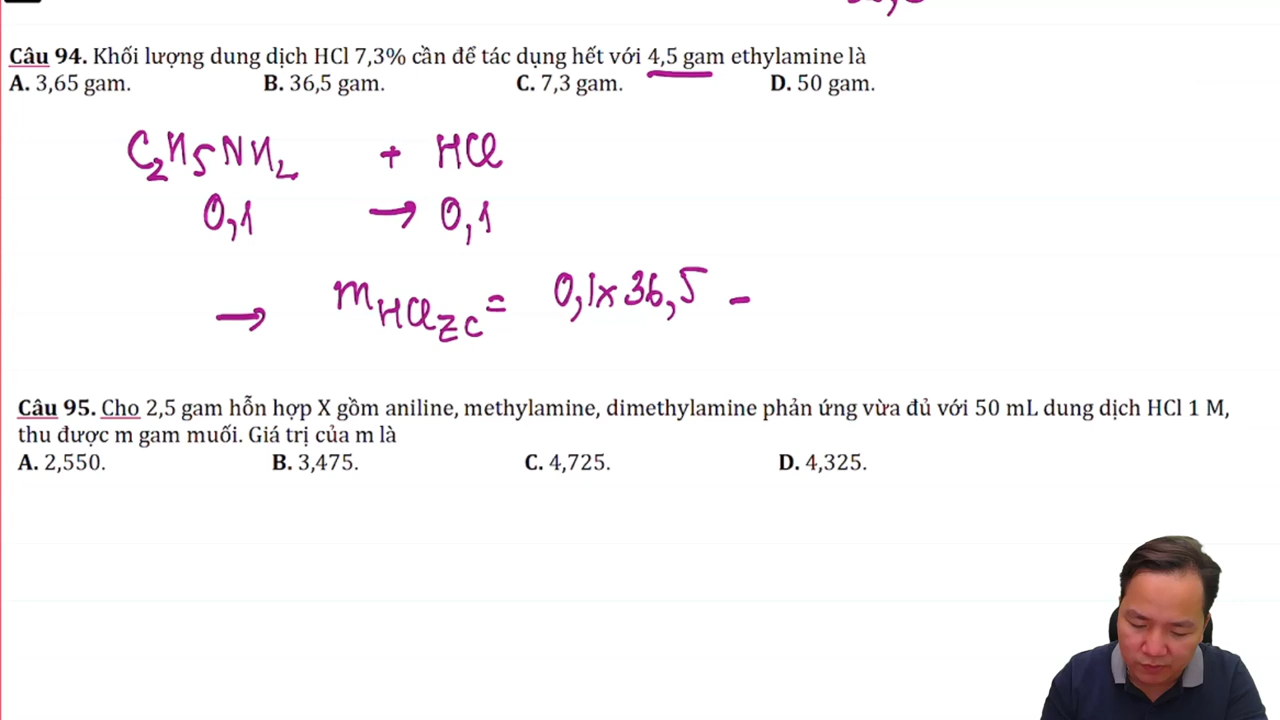 Câu 94. Khối lượng dung dịch HCl 7,3% cần để tác dụng hết với 4,5 gam ethylamine là
A. 3,65 gam. B. 36,5 gam. C. 7,3 gam. D. 50 gam.
C2H5NH2 + HCl
0,1 → 0,1
→ mHCl = 0,1x36,5 =
Câu 95. Cho 2,5 gam hỗn hợp X gồm aniline, methylamine, dimethylamine phản ứng vừa đủ với 50 mL dung dịch HCl 1 M,
thu được m gam muối. Giá trị của m là
A. 2,550. B. 3,475. C. 4,725. D. 4,325.